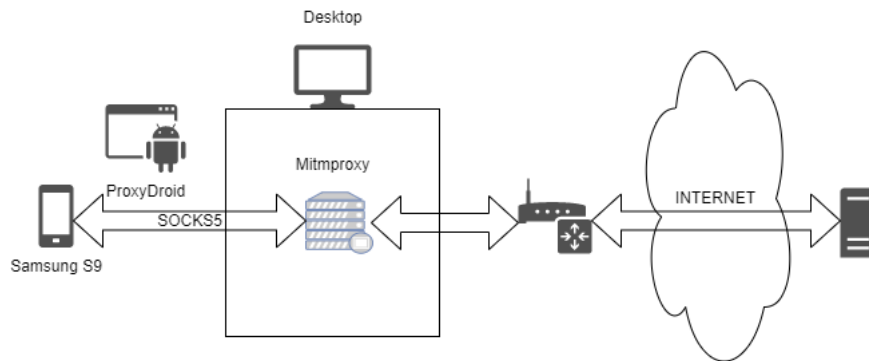 Desktop
Mitmproxy
ProxyDroid
SOCKS5
INTERNET
Samsung S9